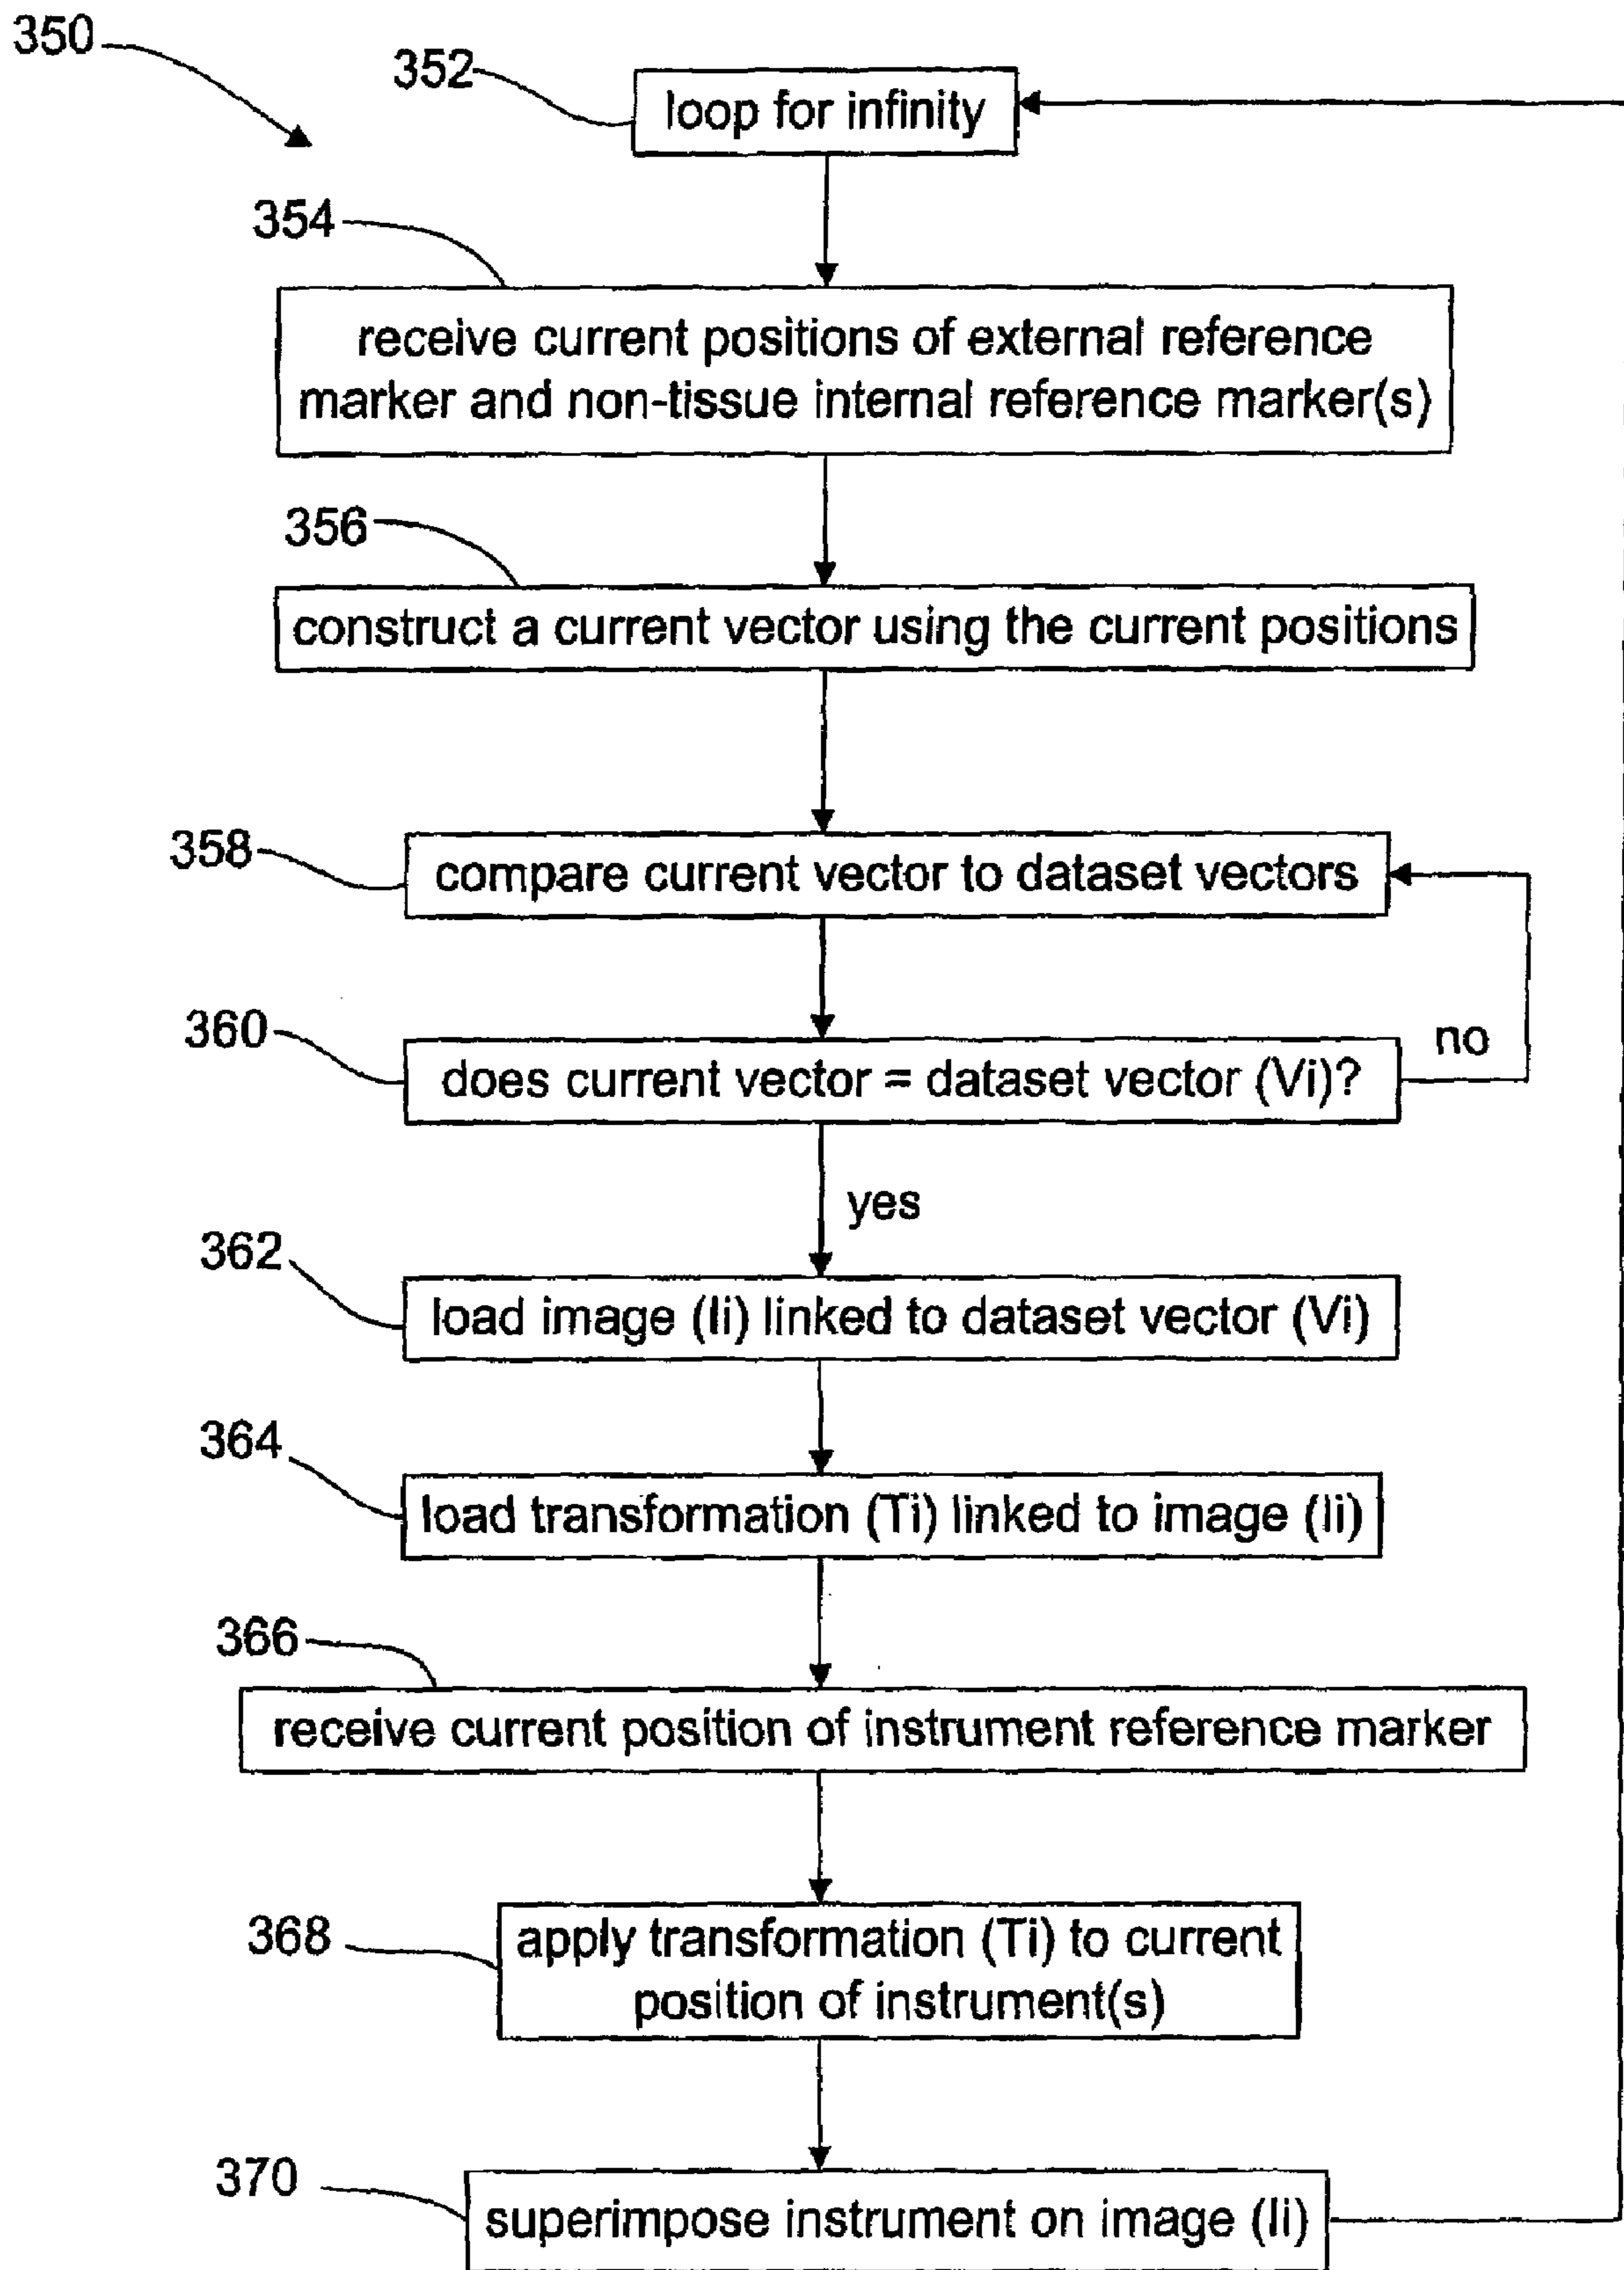 350
352
loop for infinity
354
receive current positions of external reference
marker and non-tissue internal reference marker(s)
356
construct a current vector using the current positions
358
compare current vector to dataset vectors
360
does current vector = dataset vector (Vi)?
no
yes
362
load image (Ii) linked to dataset vector (Vi)
364
load transformation (Ti) linked to image (Ii)
366
receive current position of instrument reference marker
368
apply transformation (Ti) to current
position of instrument(s)
370
superimpose instrument on image (Ii)